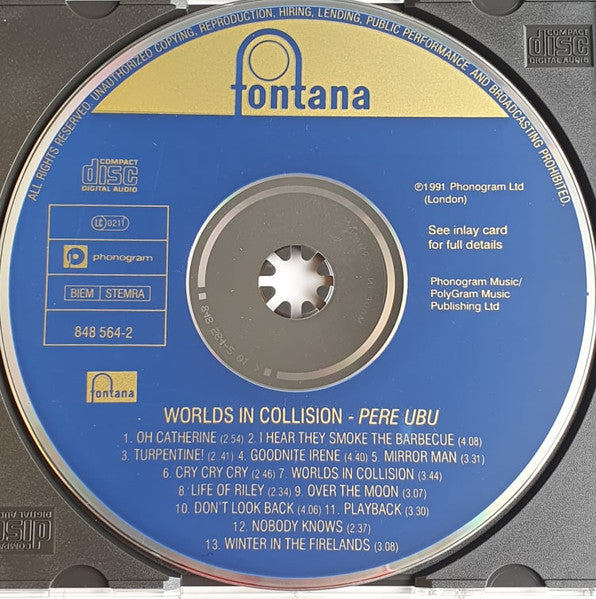 ALL RIGHTS RESERVED. UNAUTHORIZED COPYING, REPRODUCTION, HIRING, LENDING, PUBLIC PERFORMANCE AND BROADCASTING PROHIBITED.
fontana
COMPACT
disc
DIGITAL AUDIO
COMPACT
disc
DIGITAL AUDIO
LC 0211
phonogram
BIEM STEMRA
848 564-2
℗1991 Phonogram Ltd
(London)
See inlay card
for full details
Phonogram Music/
PolyGram Music
Publishing Ltd
fontana
WORLDS IN COLLISION - PERE UBU
1. OH CATHERINE (2.54) 2. I HEAR THEY SMOKE THE BARBECUE (4.08)
3. TURPENTINE! (2.41) 4. GOODNITE IRENE (4.40) 5. MIRROR MAN (3.31)
6. CRY CRY CRY (2.46) 7. WORLDS IN COLLISION (3.44)
8. LIFE OF RILEY (2.34) 9. OVER THE MOON (3.07)
10. DON'T LOOK BACK (4.06) 11. PLAYBACK (3.30)
12. NOBODY KNOWS (2.37)
13. WINTER IN THE FIRELANDS (3.08)
disc
DIGITAL AUDIO